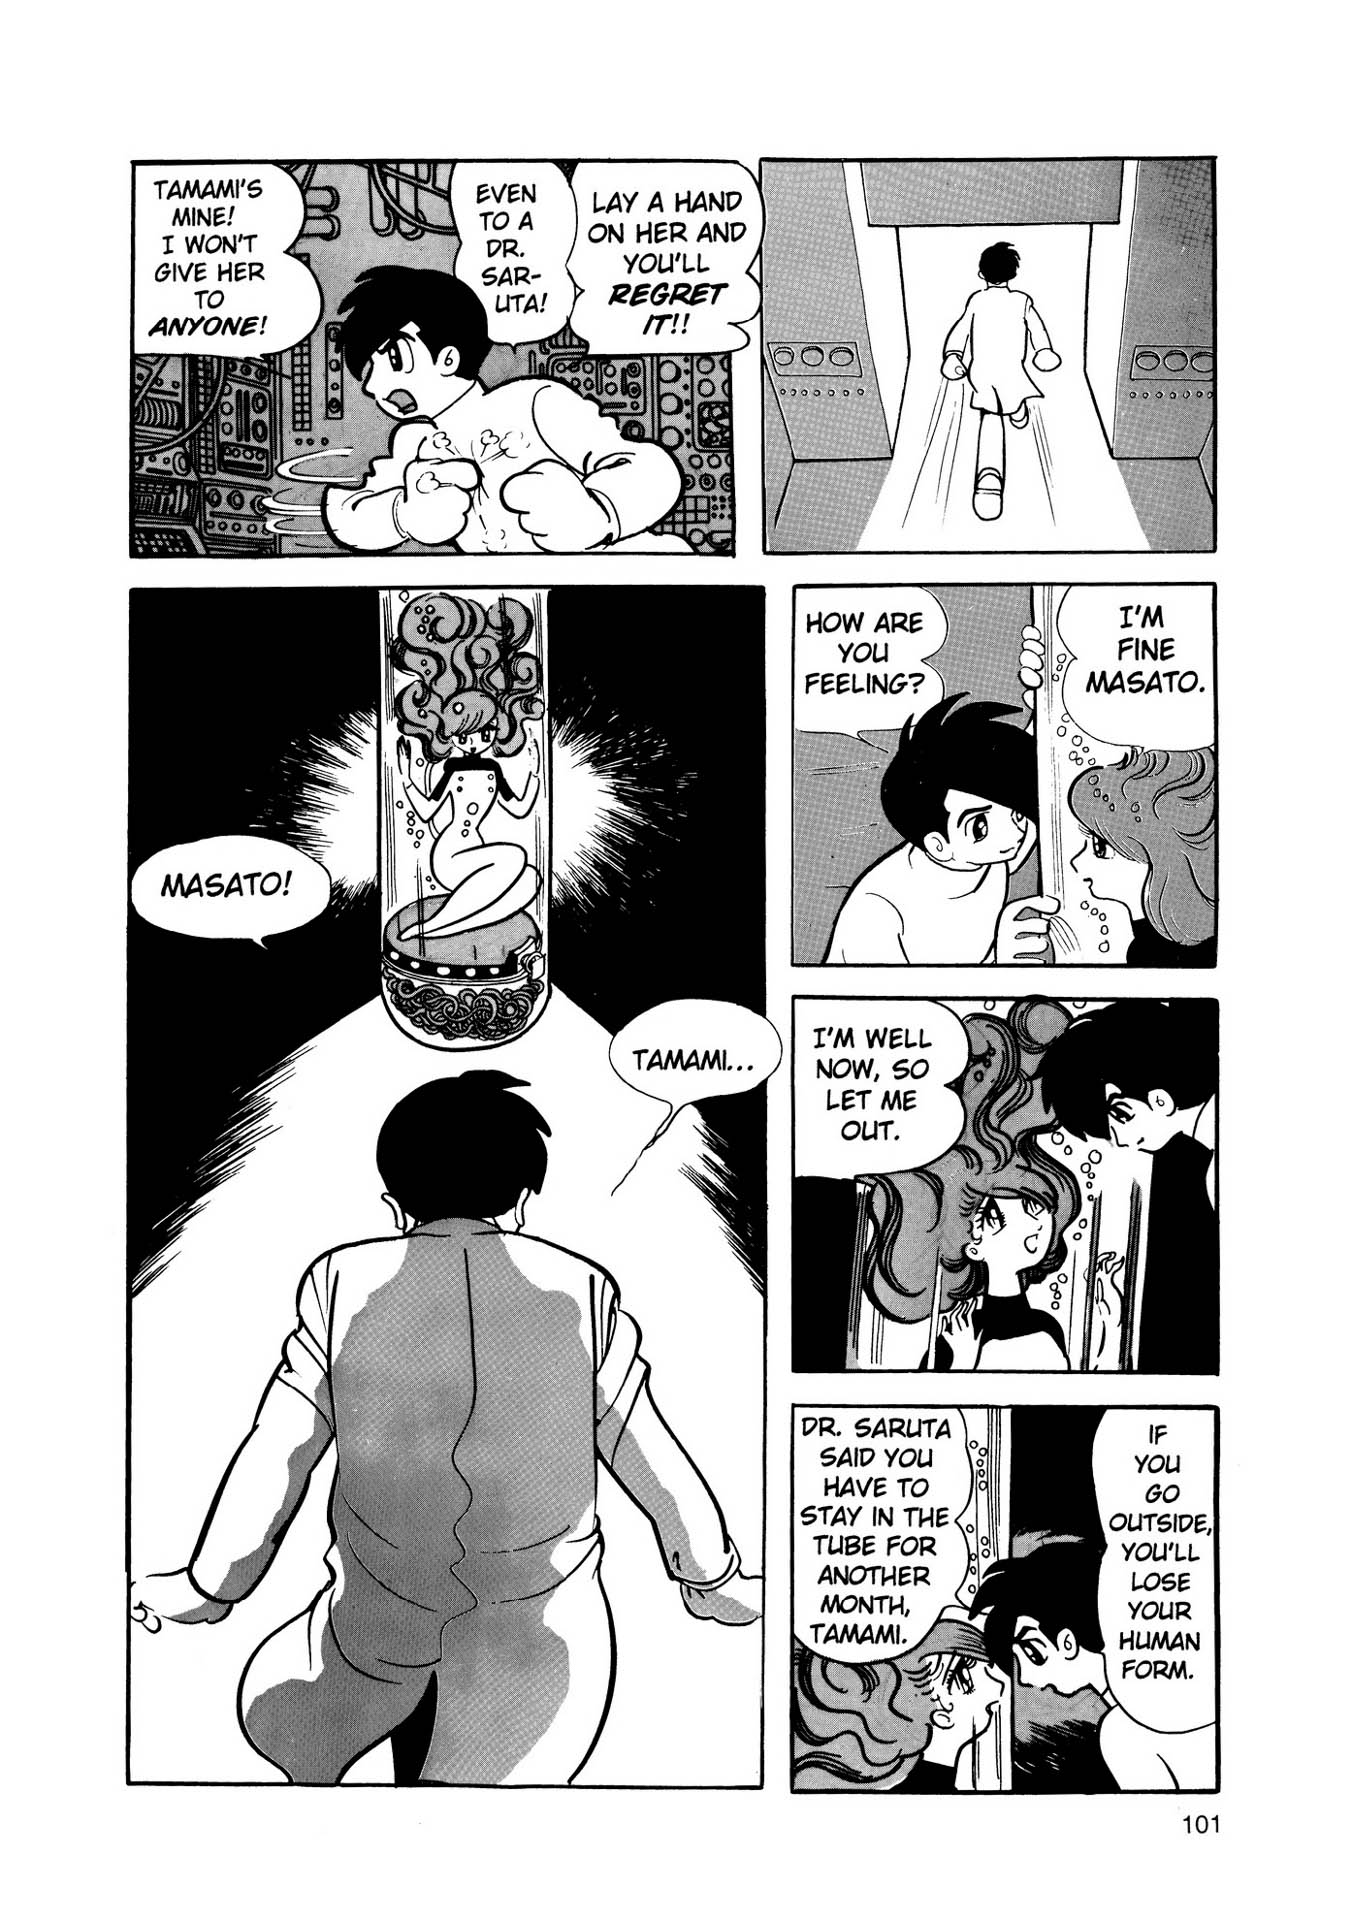 TAMAMI'S
MINE!
I WON'T
GIVE HER
TO
ANYONE!
EVEN
TO A
DR.
SAR-
UTA!
LAY A HAND
ON HER AND
YOU'LL
REGRET
IT!!
MASATO!
TAMAMI...
HOW ARE
YOU
FEELING?
I'M
FINE
MASATO.
I'M WELL
NOW, SO
LET ME
OUT.
DR. SARUTA
SAID YOU
HAVE TO
STAY IN THE
TUBE FOR
ANOTHER
MONTH,
TAMAMI.
IF
YOU
GO
OUTSIDE,
YOU'LL
LOSE
YOUR
HUMAN
FORM.
101